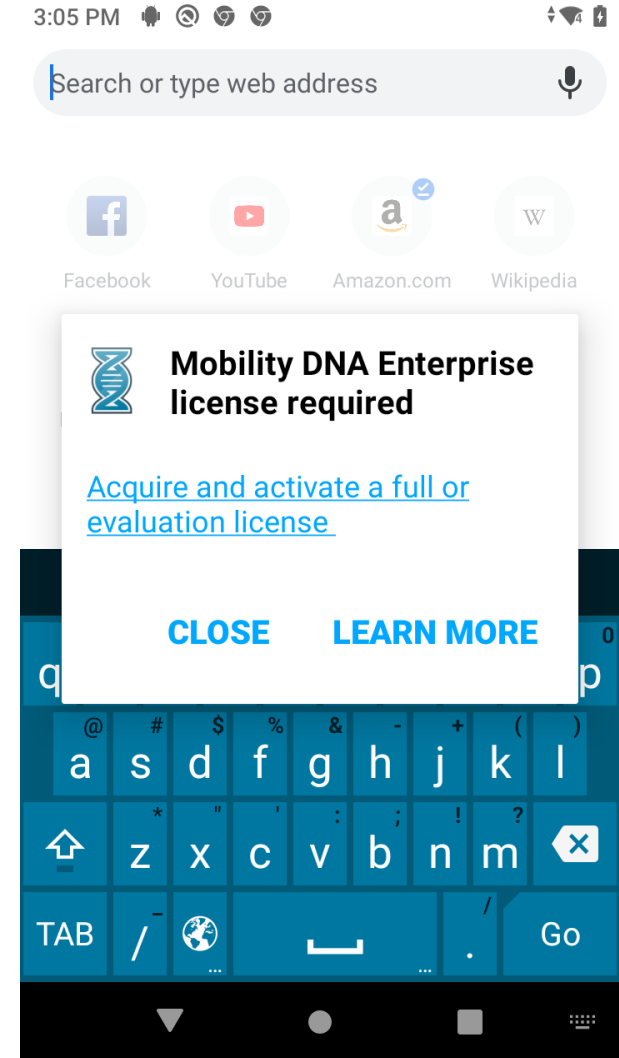 3:05 PM
4
Search or type web address
f
a
W
Facebook YouTube Amazon.com Wikipedia
Mobility DNA Enterprise
license required
Acquire and activate a full or
evaluation license
CLOSE LEARN MORE
0
q p
@ # $ % & - + ( )
a s d f g h j k l
* " ' : ; ! ?
z x c v b n m
_ /
TAB / ... ... . Go